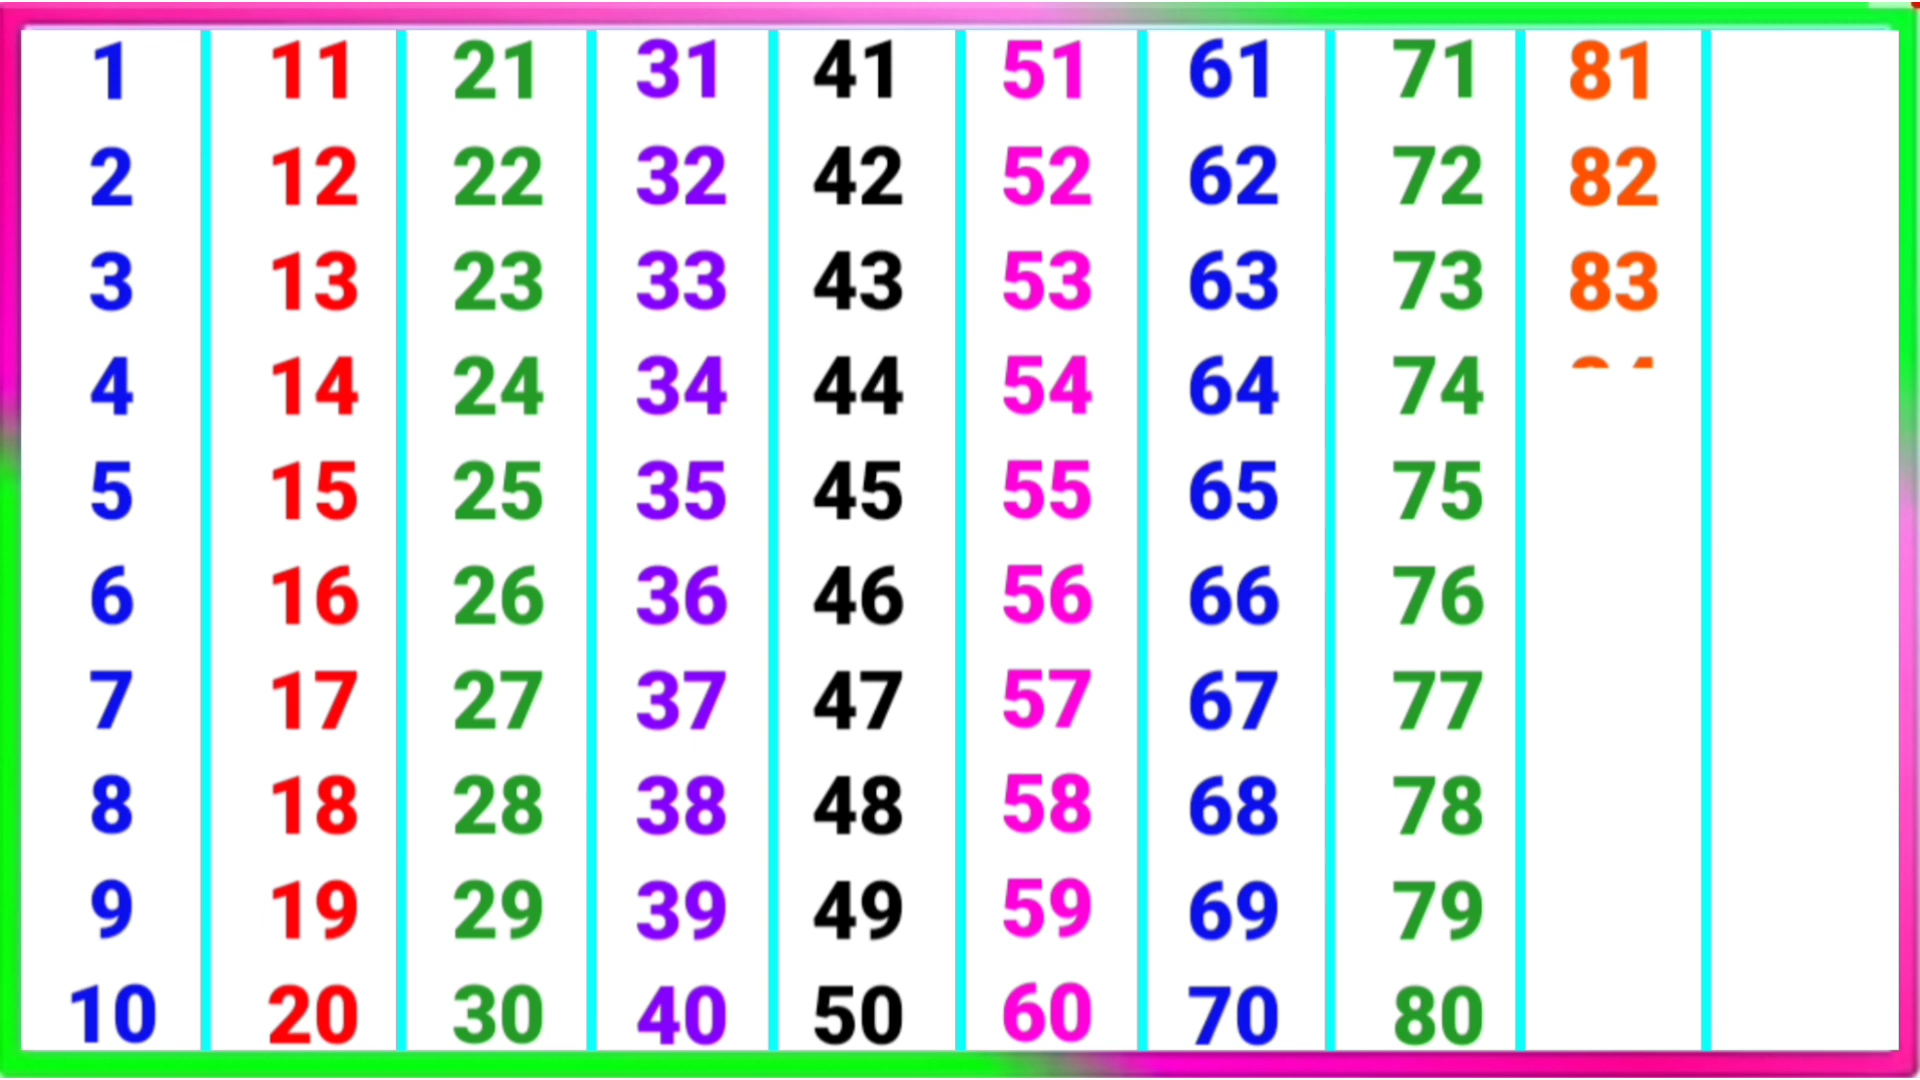 1 11 21 31 41 51 61 71 81
2 12 22 32 42 52 62 72 82
3 13 23 33 43 53 63 73 83
4 14 24 34 44 54 64 74
5 15 25 35 45 55 65 75
6 16 26 36 46 56 66 76
7 17 27 37 47 57 67 77
8 18 28 38 48 58 68 78
9 19 29 39 49 59 69 79
10 20 30 40 50 60 70 80